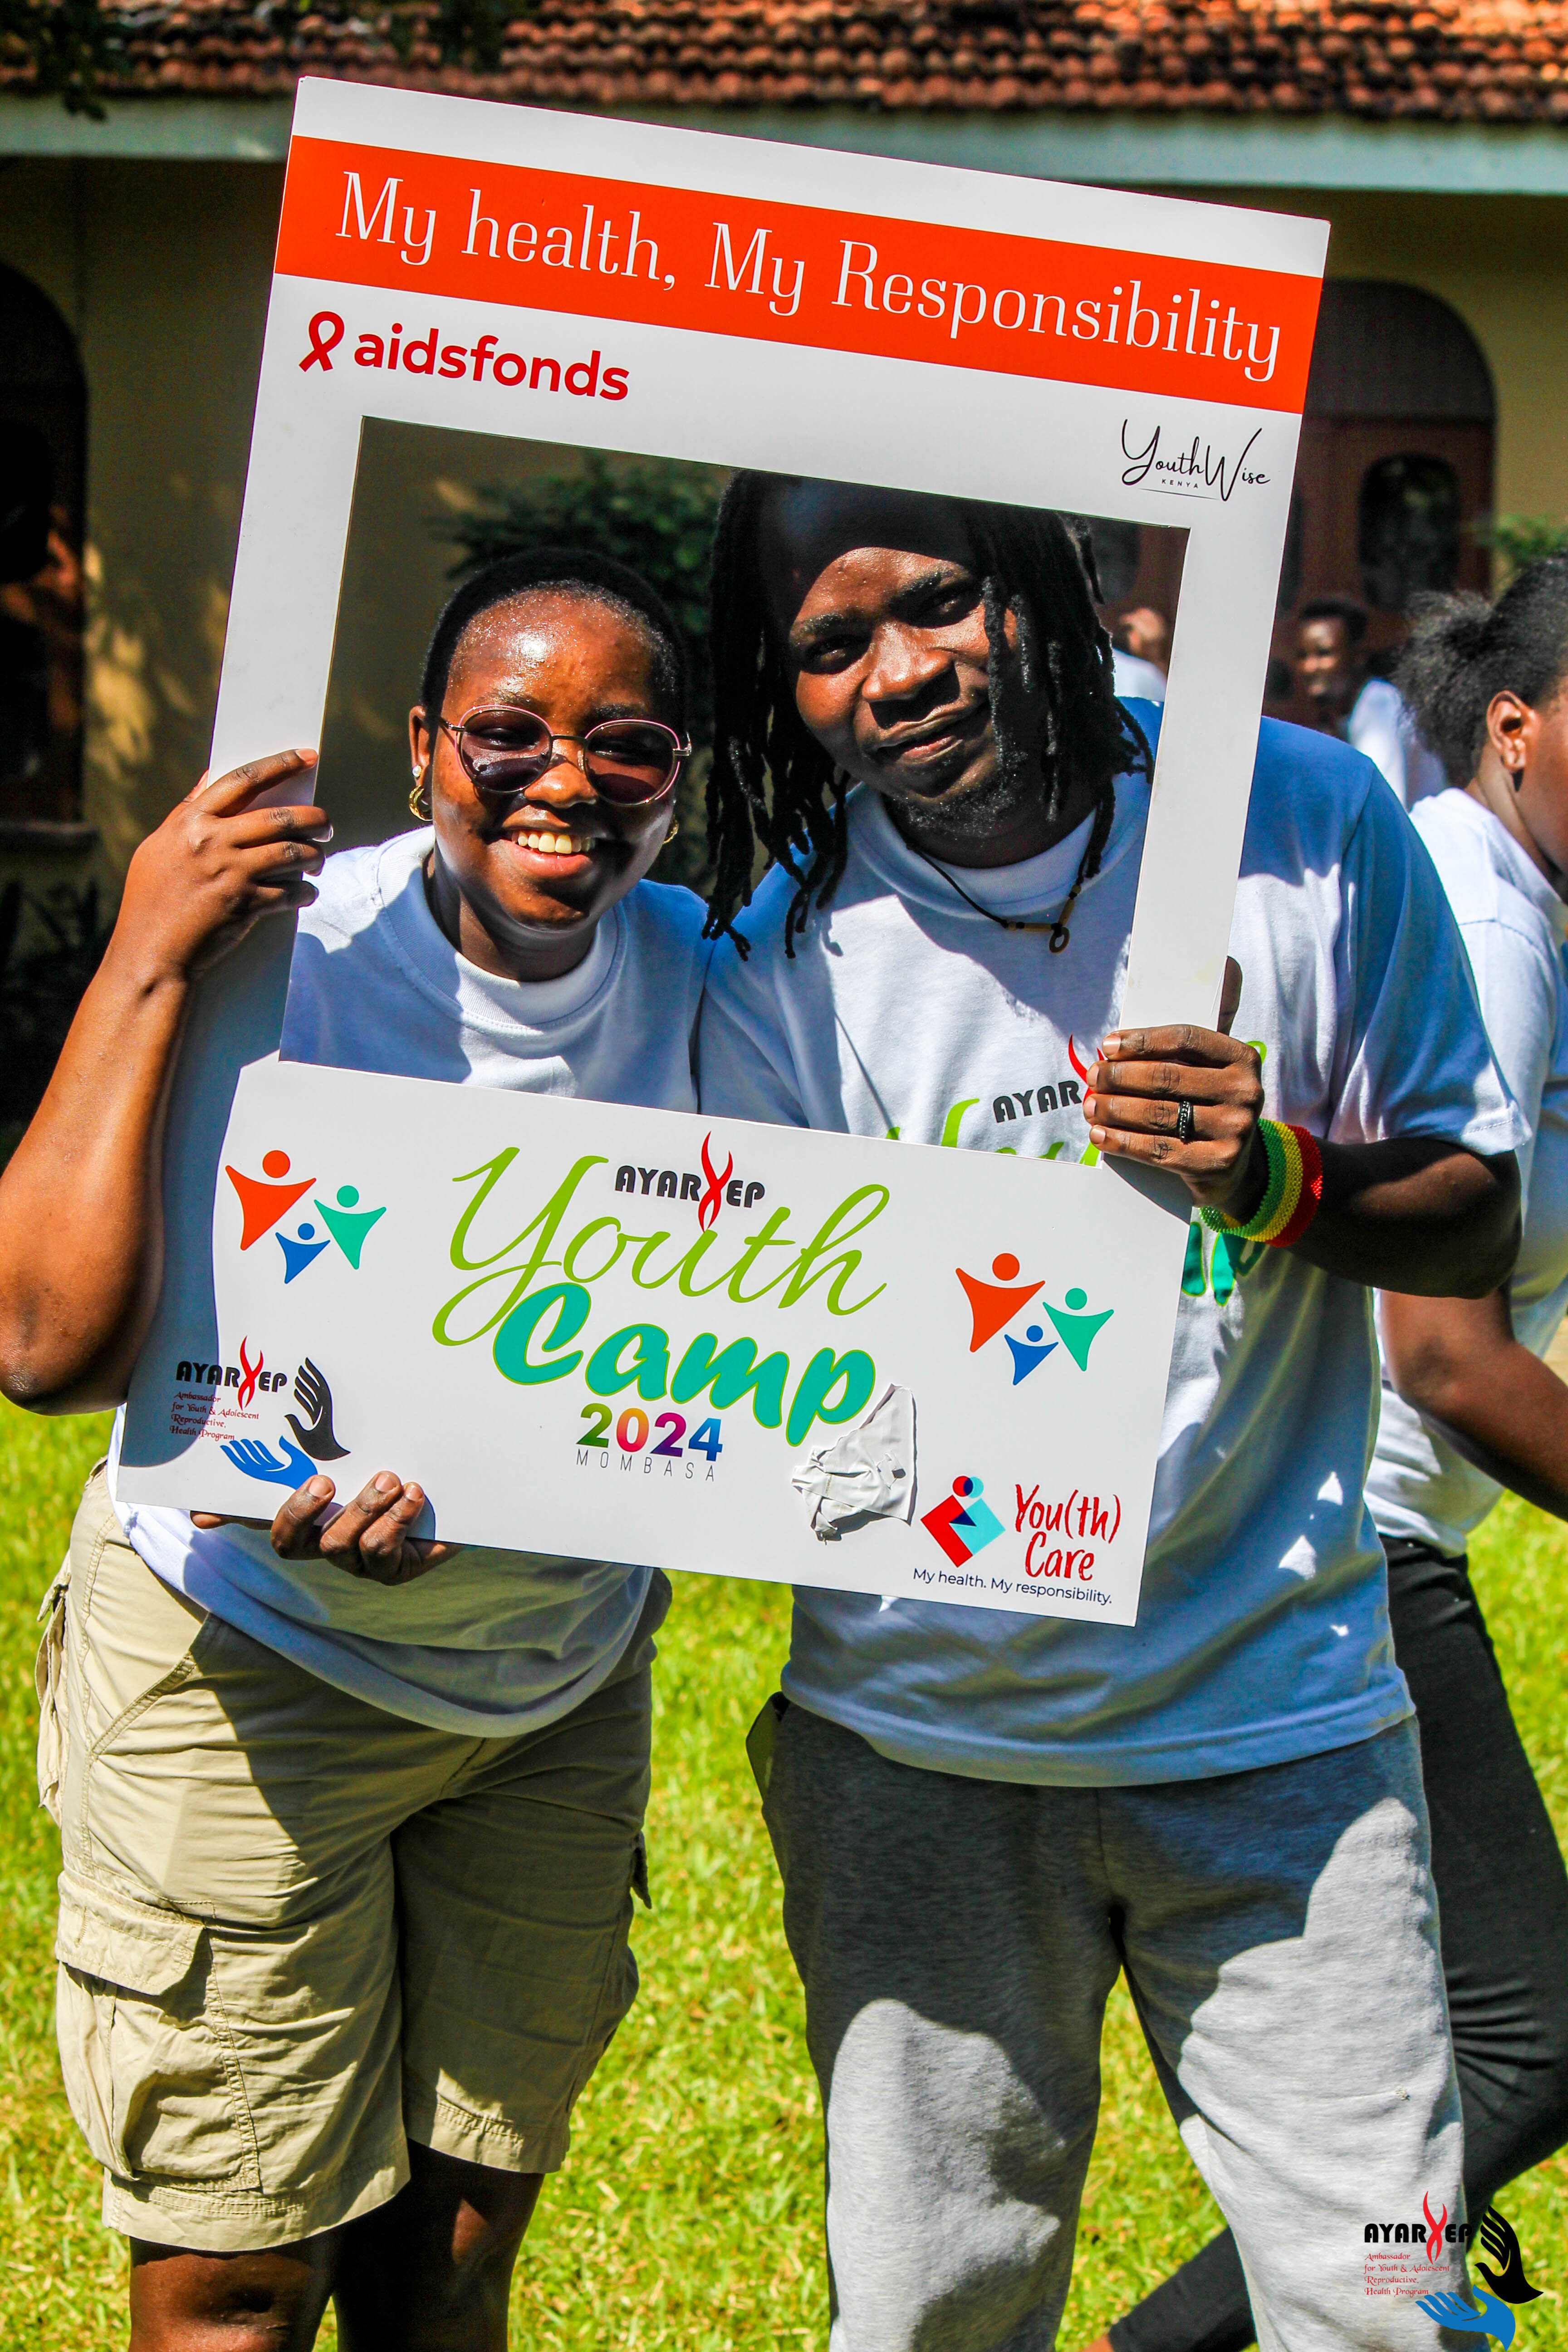 My health, My Responsibility
aidsfonds
YouthWise
KENYA
AYAR
AYARHEP
Youth
Camp
2024
MOMBASA
AYARHEP
Ambassador
for Youth & Adolescent
Reproductive,
Health Program
You(th)
Care
My health. My responsibility.
AYARHEP
Ambassador
for Youth & Adolescent
Reproductive,
Health Program